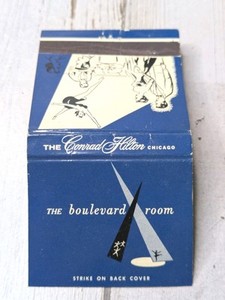 THE Conrad Hilton CHICAGO
THE boulevard room
STRIKE ON BACK COVER